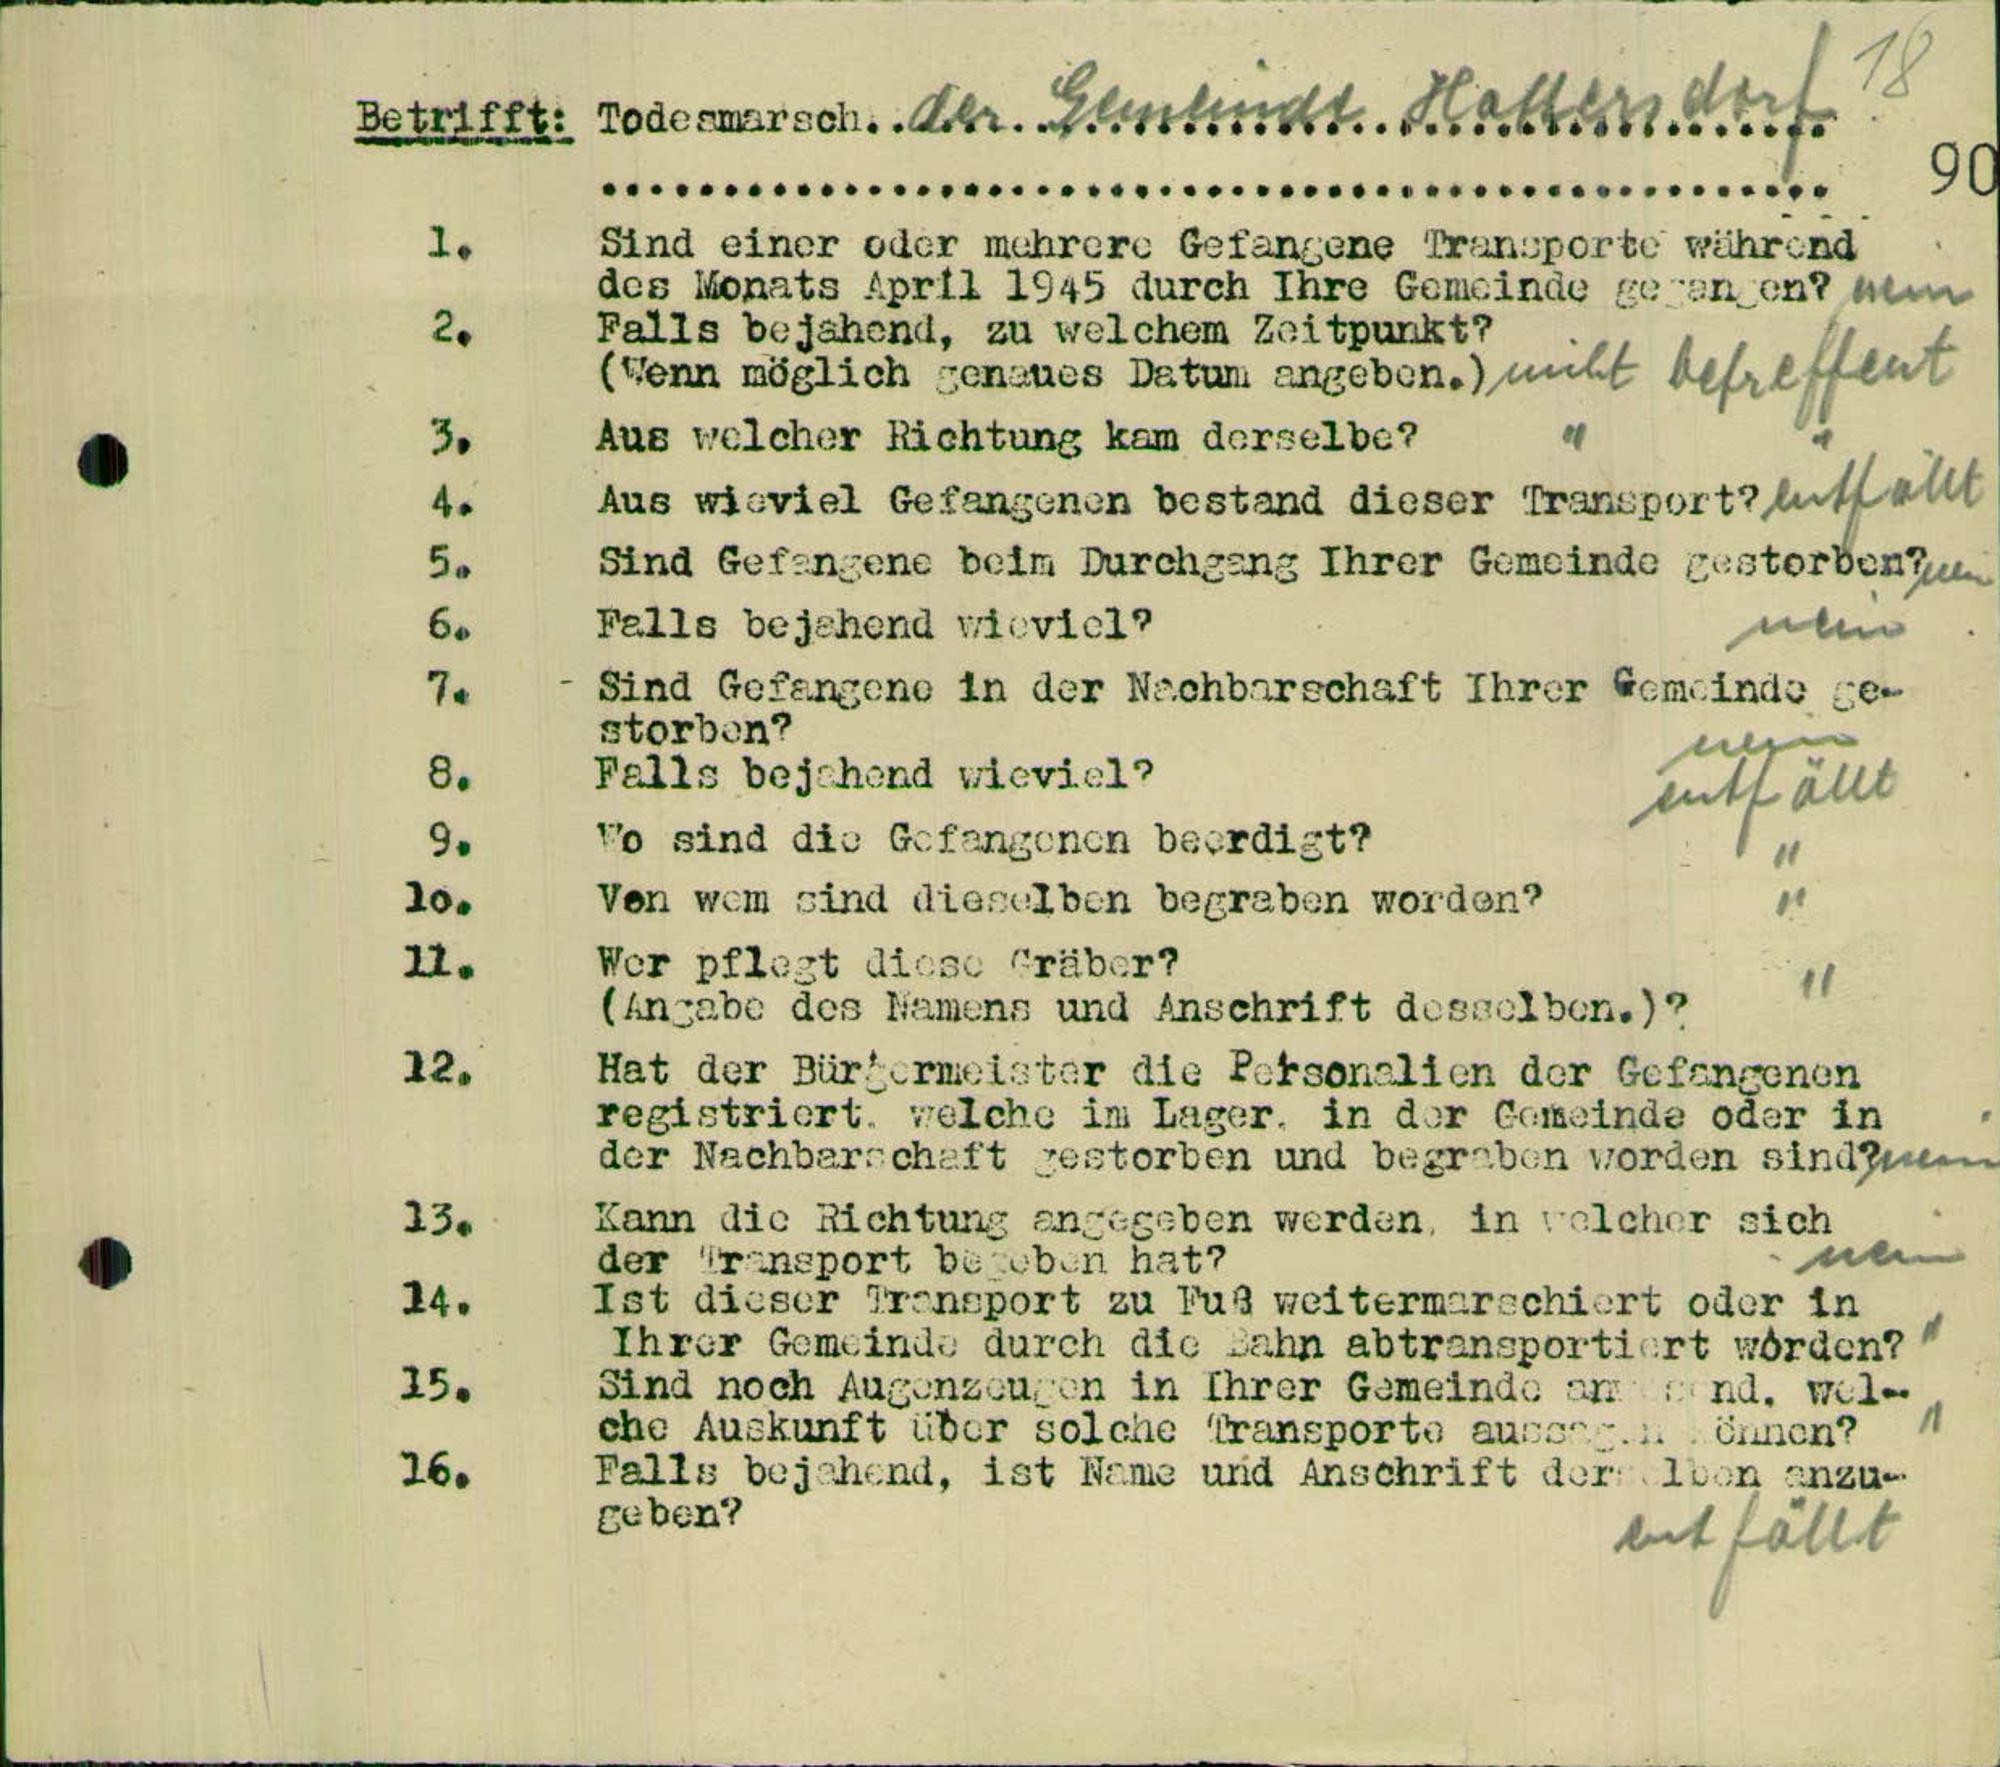 18
Betrifft: Todesmarsch..der Gemeinde Hattersdorf
90
1. Sind einer oder mehrere Gefangene Transporte während
des Monats April 1945 durch Ihre Gemeinde gegangen? nein
2. Falls bejahend, zu welchem Zeitpunkt?
(Wenn möglich genaues Datum angeben.) nicht betreffent
3. Aus welcher Richtung kam derselbe? " "
4. Aus wieviel Gefangenen bestand dieser Transport? entfällt
5. Sind Gefangene beim Durchgang Ihrer Gemeinde gestorben? nein
6. Falls bejahend wieviel? nein
7. - Sind Gefangene in der Nachbarschaft Ihrer Gemeinde ge-
storben? nein
8. Falls bejahend wieviel? entfällt
9. Wo sind die Gefangenen beerdigt? "
10. Von wem sind dieselben begraben worden? "
11. Wer pflegt diese Gräber? "
(Angabe des Namens und Anschrift desselben.)?
12. Hat der Bürgermeister die Personalien der Gefangenen
registriert, welche im Lager, in der Gemeinde oder in
der Nachbarschaft gestorben und begraben worden sind? nein
13. Kann die Richtung angegeben werden, in welcher sich
der Transport begeben hat? nein
14. Ist dieser Transport zu Fuß weitermarschiert oder in
Ihrer Gemeinde durch die Bahn abtransportiert worden? "
15. Sind noch Augenzeugen in Ihrer Gemeinde anwesend, wel-
che Auskunft über solche Transporte aussagen können? "
16. Falls bejahend, ist Name und Anschrift derselben anzu-
geben? entfällt